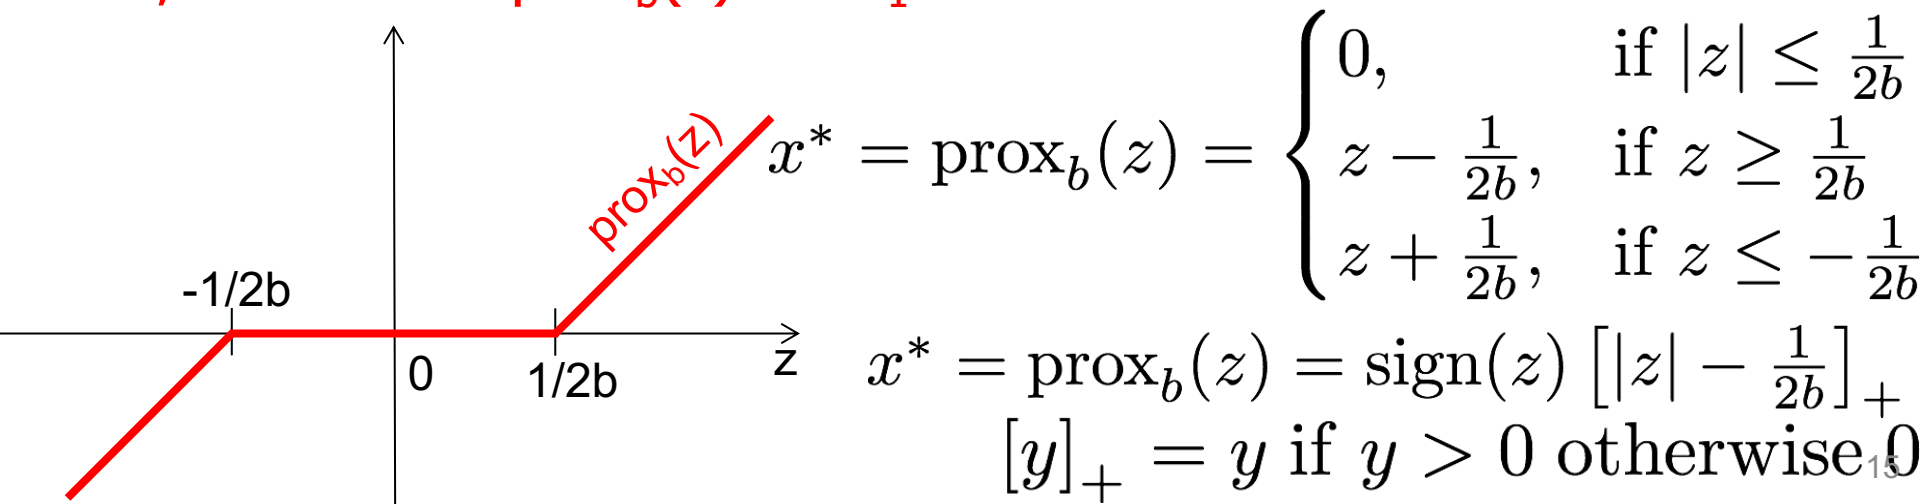 prox_b(z)
-1/2b
0
1/2b
z
x* = prox_b(z) = { 0, if |z| ≤ 1/2b
z − 1/2b, if z ≥ 1/2b
z + 1/2b, if z ≤ −1/2b
x* = prox_b(z) = sign(z) [|z| − 1/2b]_+
[y]_+ = y if y > 0 otherwise 0
15